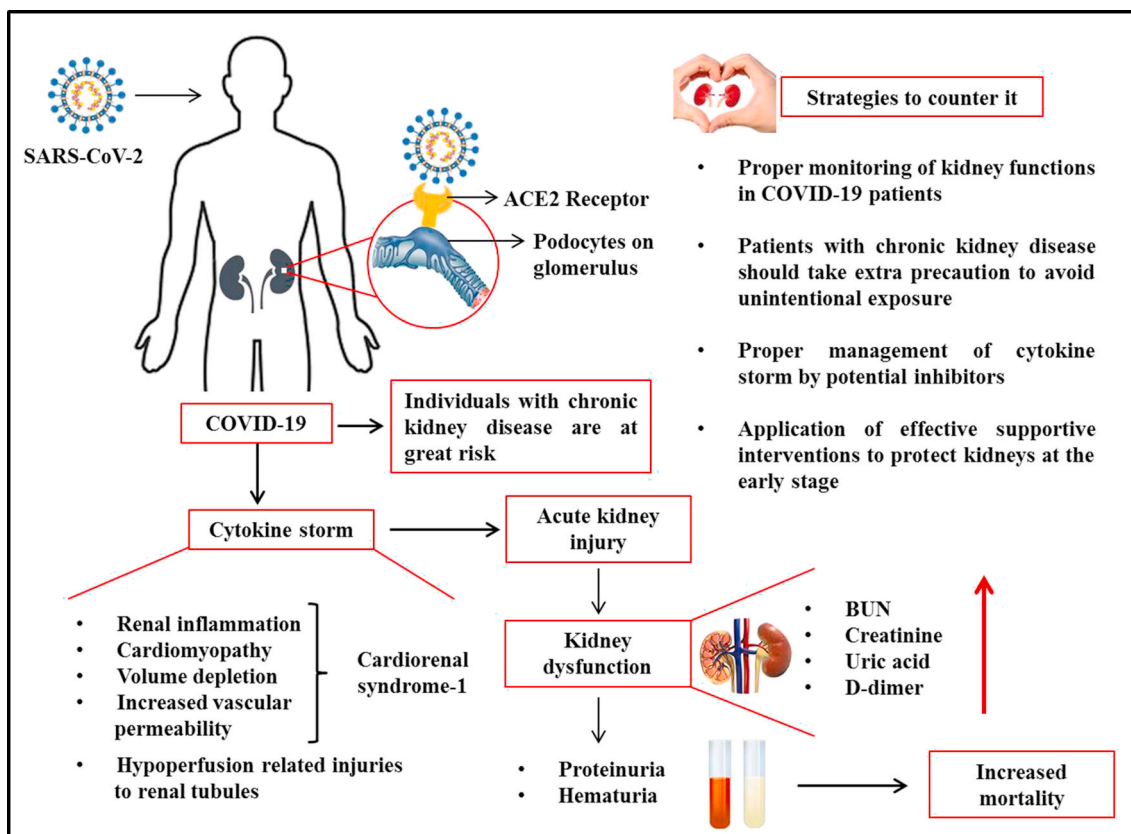 SARS-CoV-2
ACE2 Receptor
Podocytes on
glomerulus
Strategies to counter it
• Proper monitoring of kidney functions
in COVID-19 patients
• Patients with chronic kidney disease
should take extra precaution to avoid
unintentional exposure
• Proper management of cytokine
storm by potential inhibitors
• Application of effective supportive
interventions to protect kidneys at the
early stage
COVID-19
Individuals with chronic
kidney disease are at
great risk
Cytokine storm
Acute kidney
injury
• Renal inflammation
• Cardiomyopathy
• Volume depletion
• Increased vascular
permeability
Cardiorenal
syndrome-1
• Hypoperfusion related injuries
to renal tubules
Kidney
dysfunction
• BUN
• Creatinine
• Uric acid
• D-dimer
• Proteinuria
• Hematuria
Increased
mortality